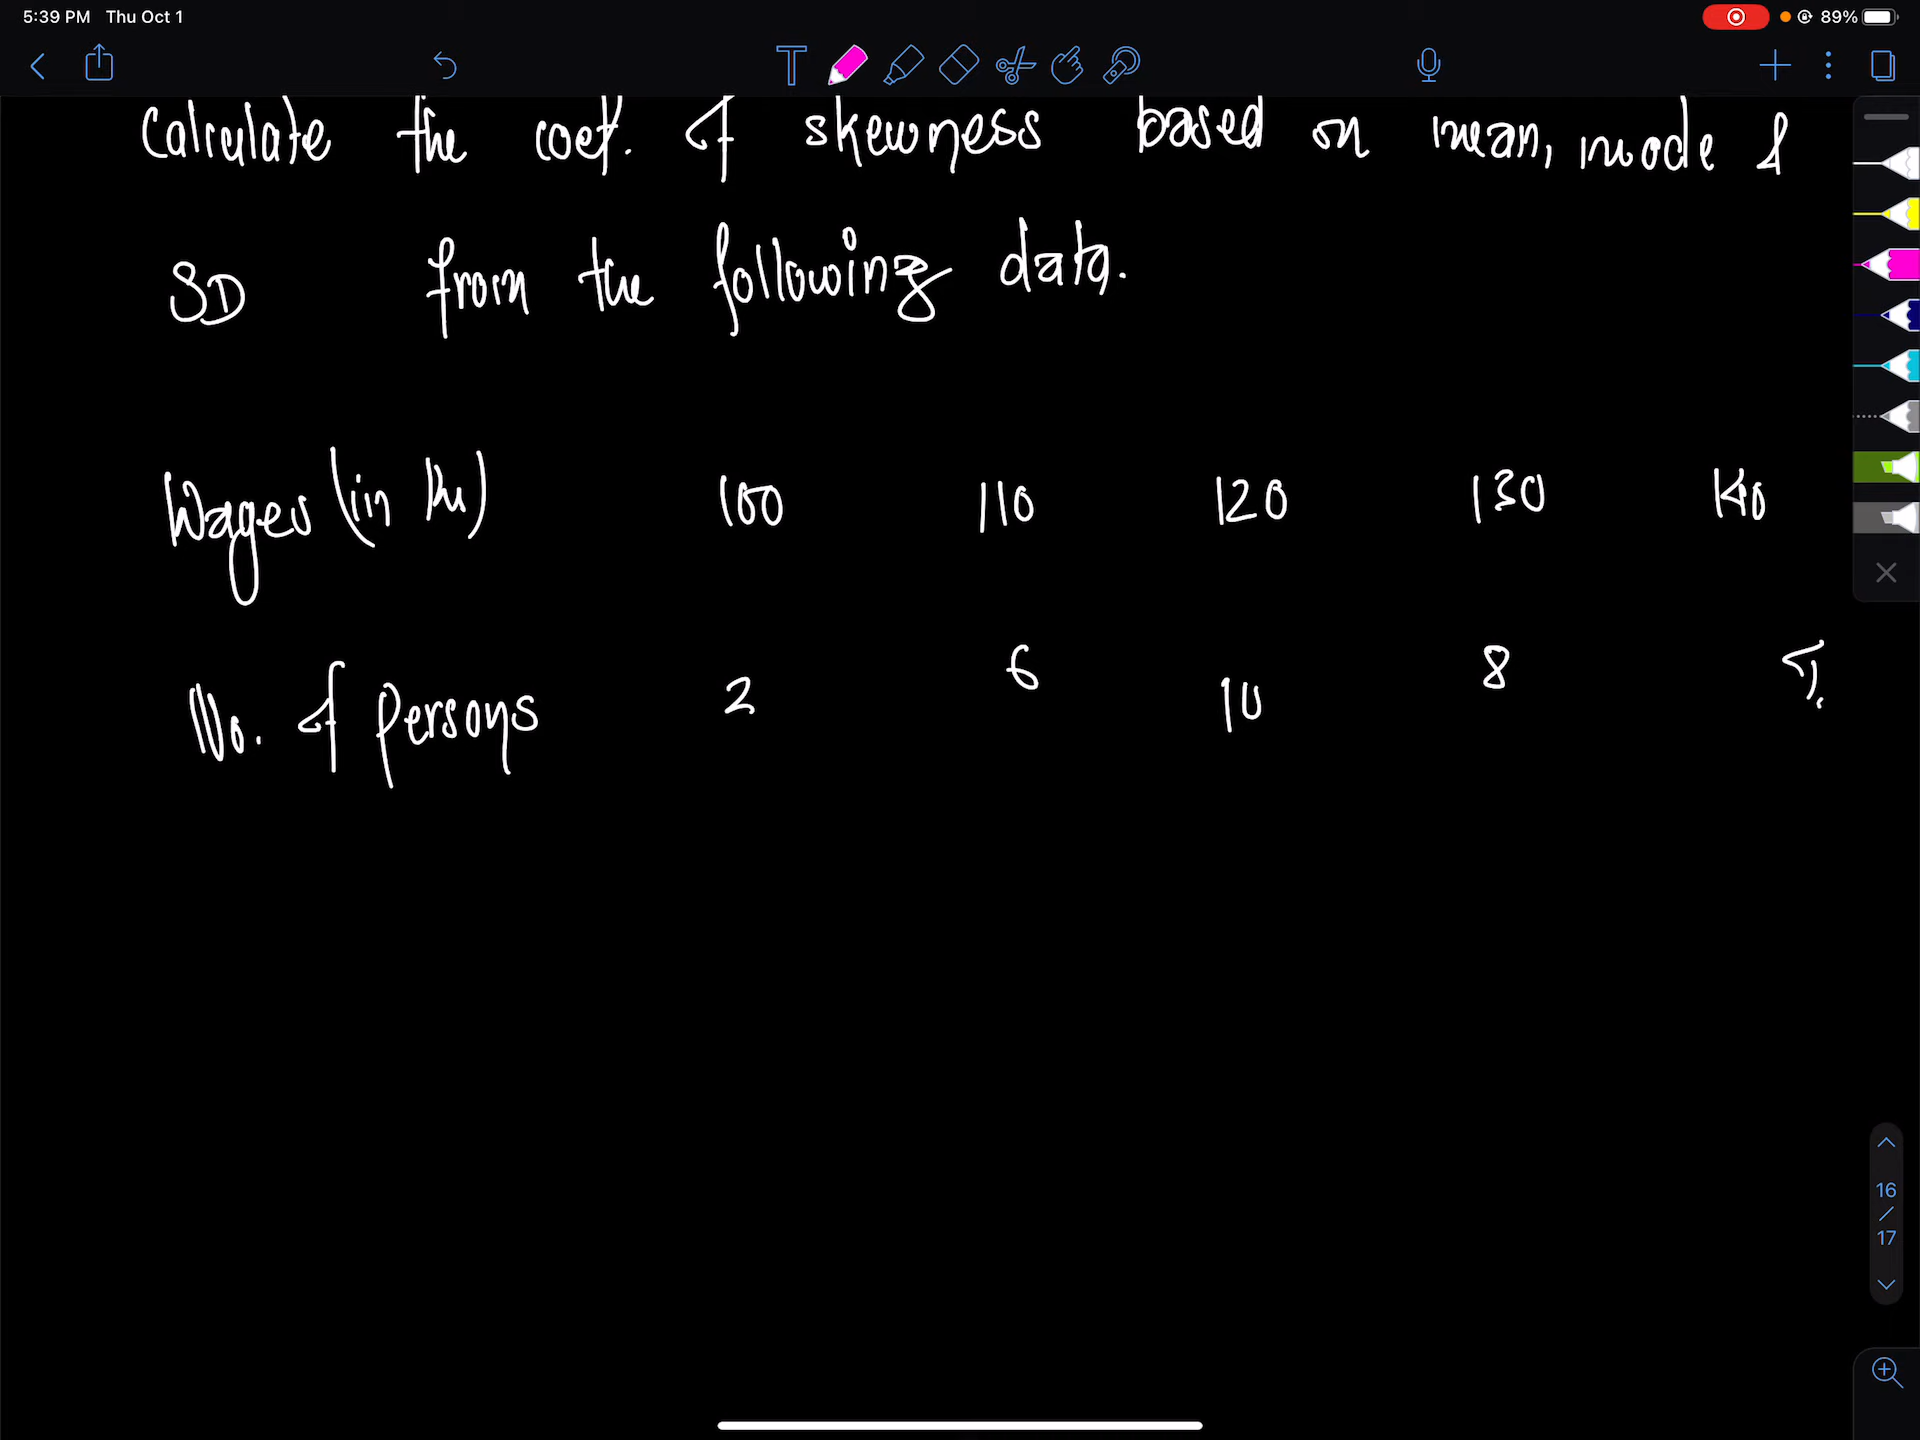 5:39 PM Thu Oct 1
89%
Calculate the coef. of skewness based on mean, mode &
SD from the following data.
Wages (in Rs) 100 110 120 130 140
No. of persons 2 6 10 8
16
/
17